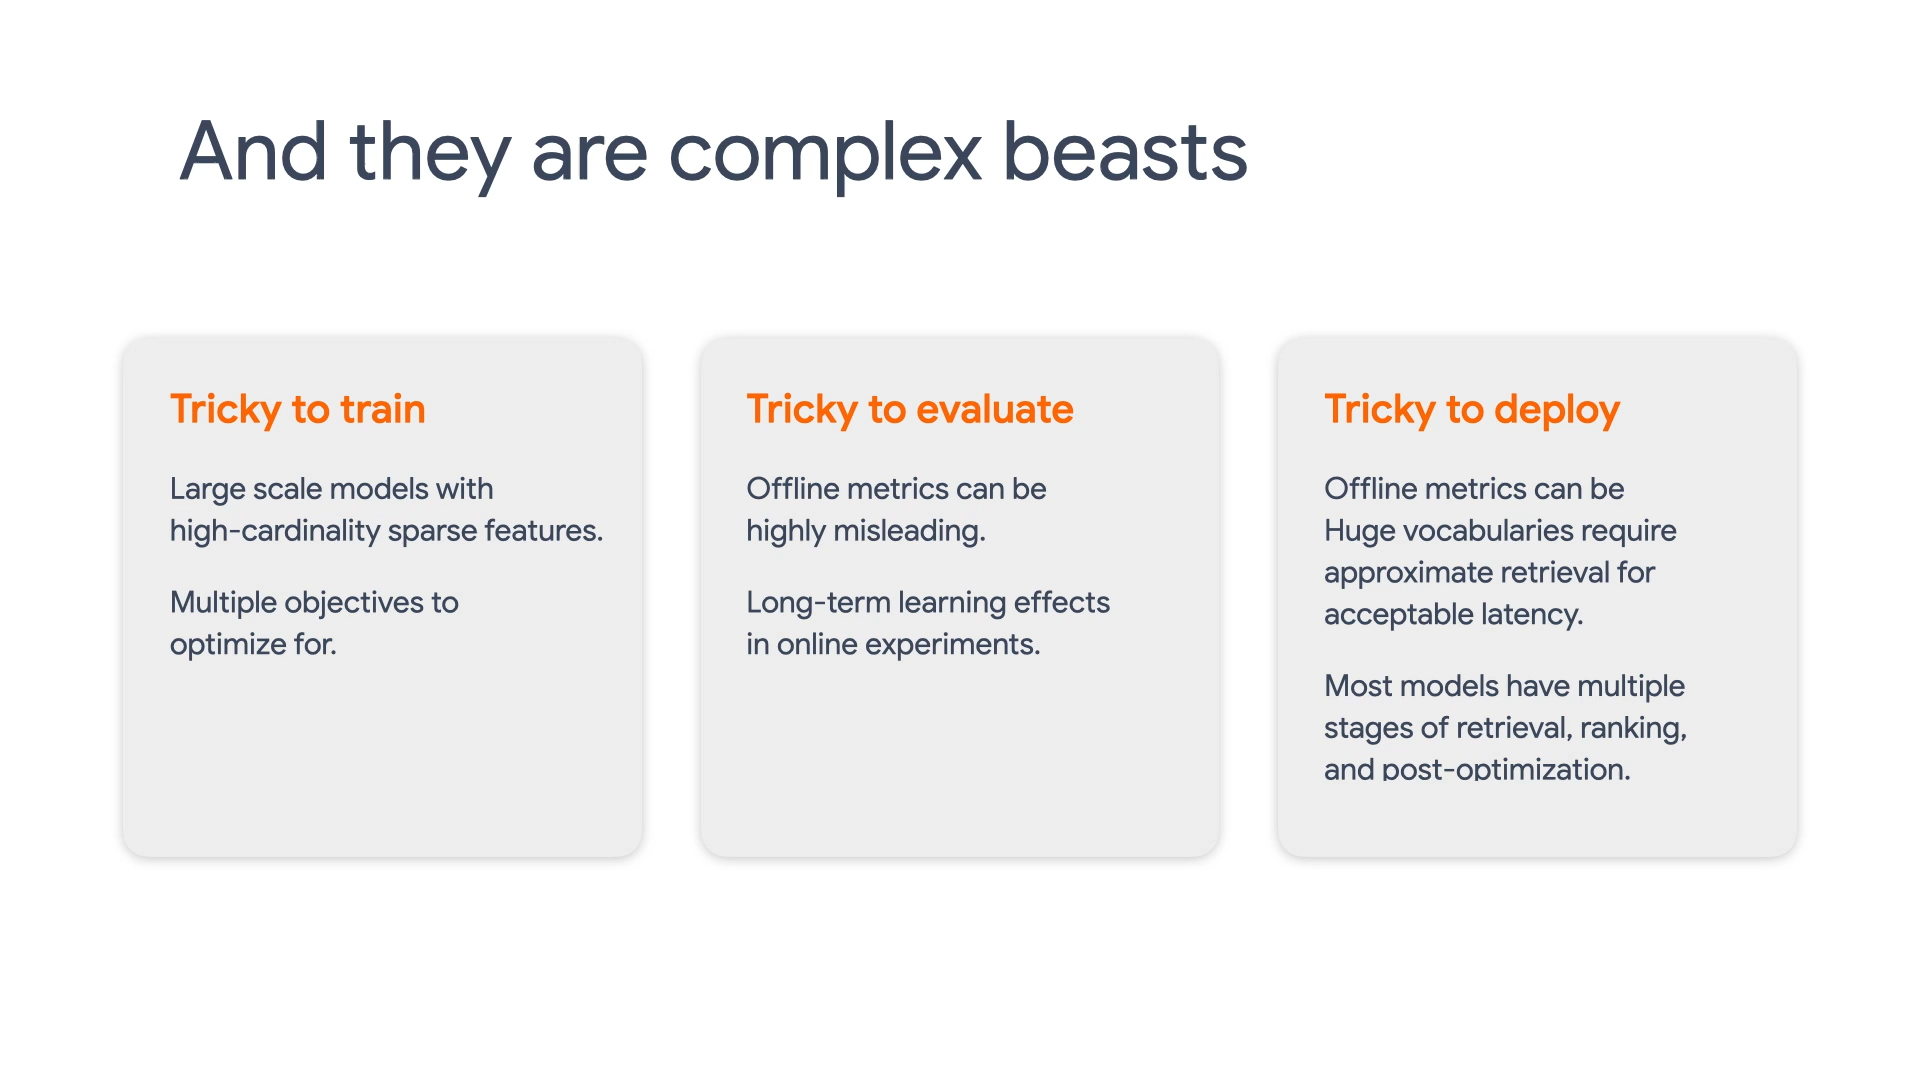 And they are complex beasts
Tricky to train
Large scale models with
high-cardinality sparse features.
Multiple objectives to
optimize for.
Tricky to evaluate
Offline metrics can be
highly misleading.
Long-term learning effects
in online experiments.
Tricky to deploy
Offline metrics can be
Huge vocabularies require
approximate retrieval for
acceptable latency.
Most models have multiple
stages of retrieval, ranking,
and post-optimization.